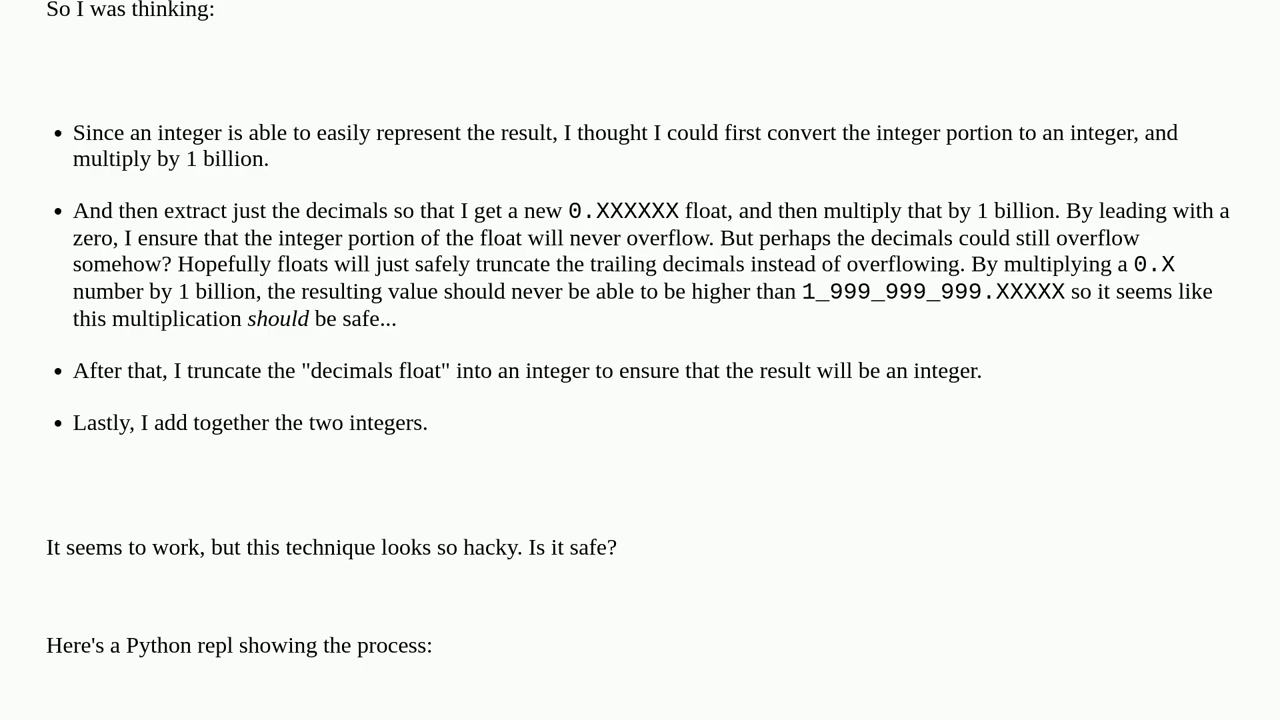 So I was thinking:
• Since an integer is able to easily represent the result, I thought I could first convert the integer portion to an integer, and
multiply by 1 billion.
• And then extract just the decimals so that I get a new 0.XXXXXX float, and then multiply that by 1 billion. By leading with a
zero, I ensure that the integer portion of the float will never overflow. But perhaps the decimals could still overflow
somehow? Hopefully floats will just safely truncate the trailing decimals instead of overflowing. By multiplying a 0.X
number by 1 billion, the resulting value should never be able to be higher than 1_999_999_999.XXXXX so it seems like
this multiplication should be safe...
• After that, I truncate the "decimals float" into an integer to ensure that the result will be an integer.
• Lastly, I add together the two integers.
It seems to work, but this technique looks so hacky. Is it safe?
Here's a Python repl showing the process: